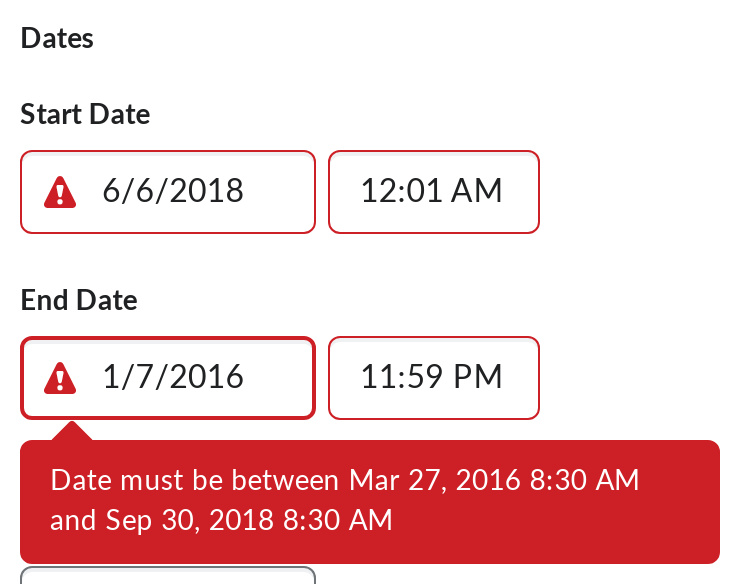 Dates
Start Date
6/6/2018 12:01 AM
End Date
1/7/2016 11:59 PM
Date must be between Mar 27, 2016 8:30 AM
and Sep 30, 2018 8:30 AM